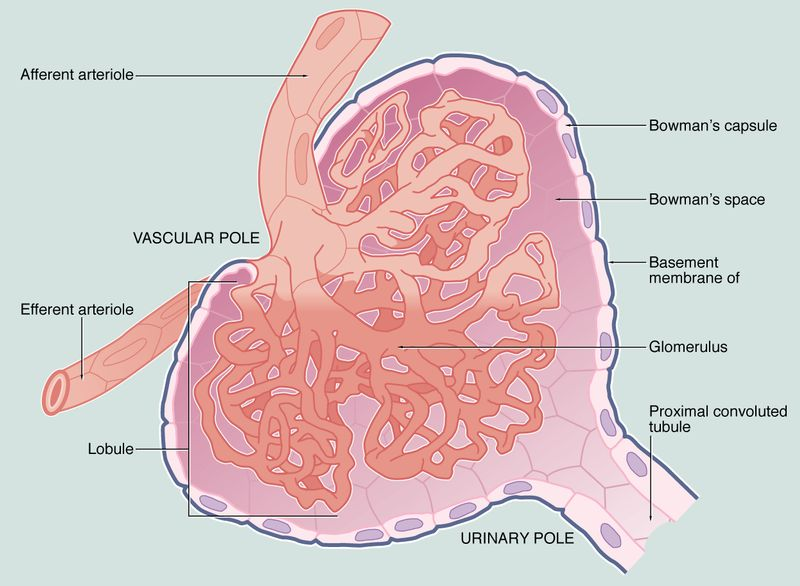 Afferent arteriole
Bowman's capsule
Bowman's space
VASCULAR POLE
Basement
membrane of
Efferent arteriole
Glomerulus
Proximal convoluted
tubule
Lobule
URINARY POLE